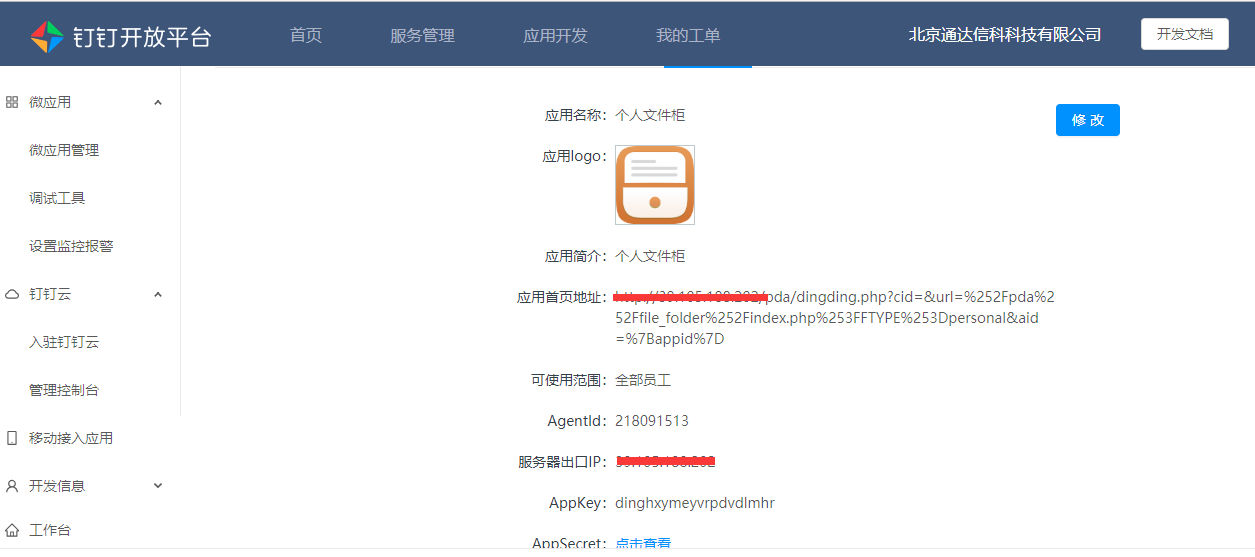 钉钉开放平台 首页 服务管理 应用开发 我的工单 北京通达信科科技有限公司 开发文档
微应用
微应用管理
调试工具
设置监控报警
钉钉云
入驻钉钉云
管理控制台
移动接入应用
开发信息
工作台
应用名称: 个人文件柜
修 改
应用logo:
应用简介: 个人文件柜
应用首页地址: pda/dingding.php?cid=&url=%252Fpda%2
52Ffile_folder%252Findex.php%253FFTYPE%253Dpersonal&aid
=%7Bappid%7D
可使用范围: 全部员工
AgentId: 218091513
服务器出口IP:
AppKey: dinghxymeyvrpdvdlmhr
AppSecret: 点击查看